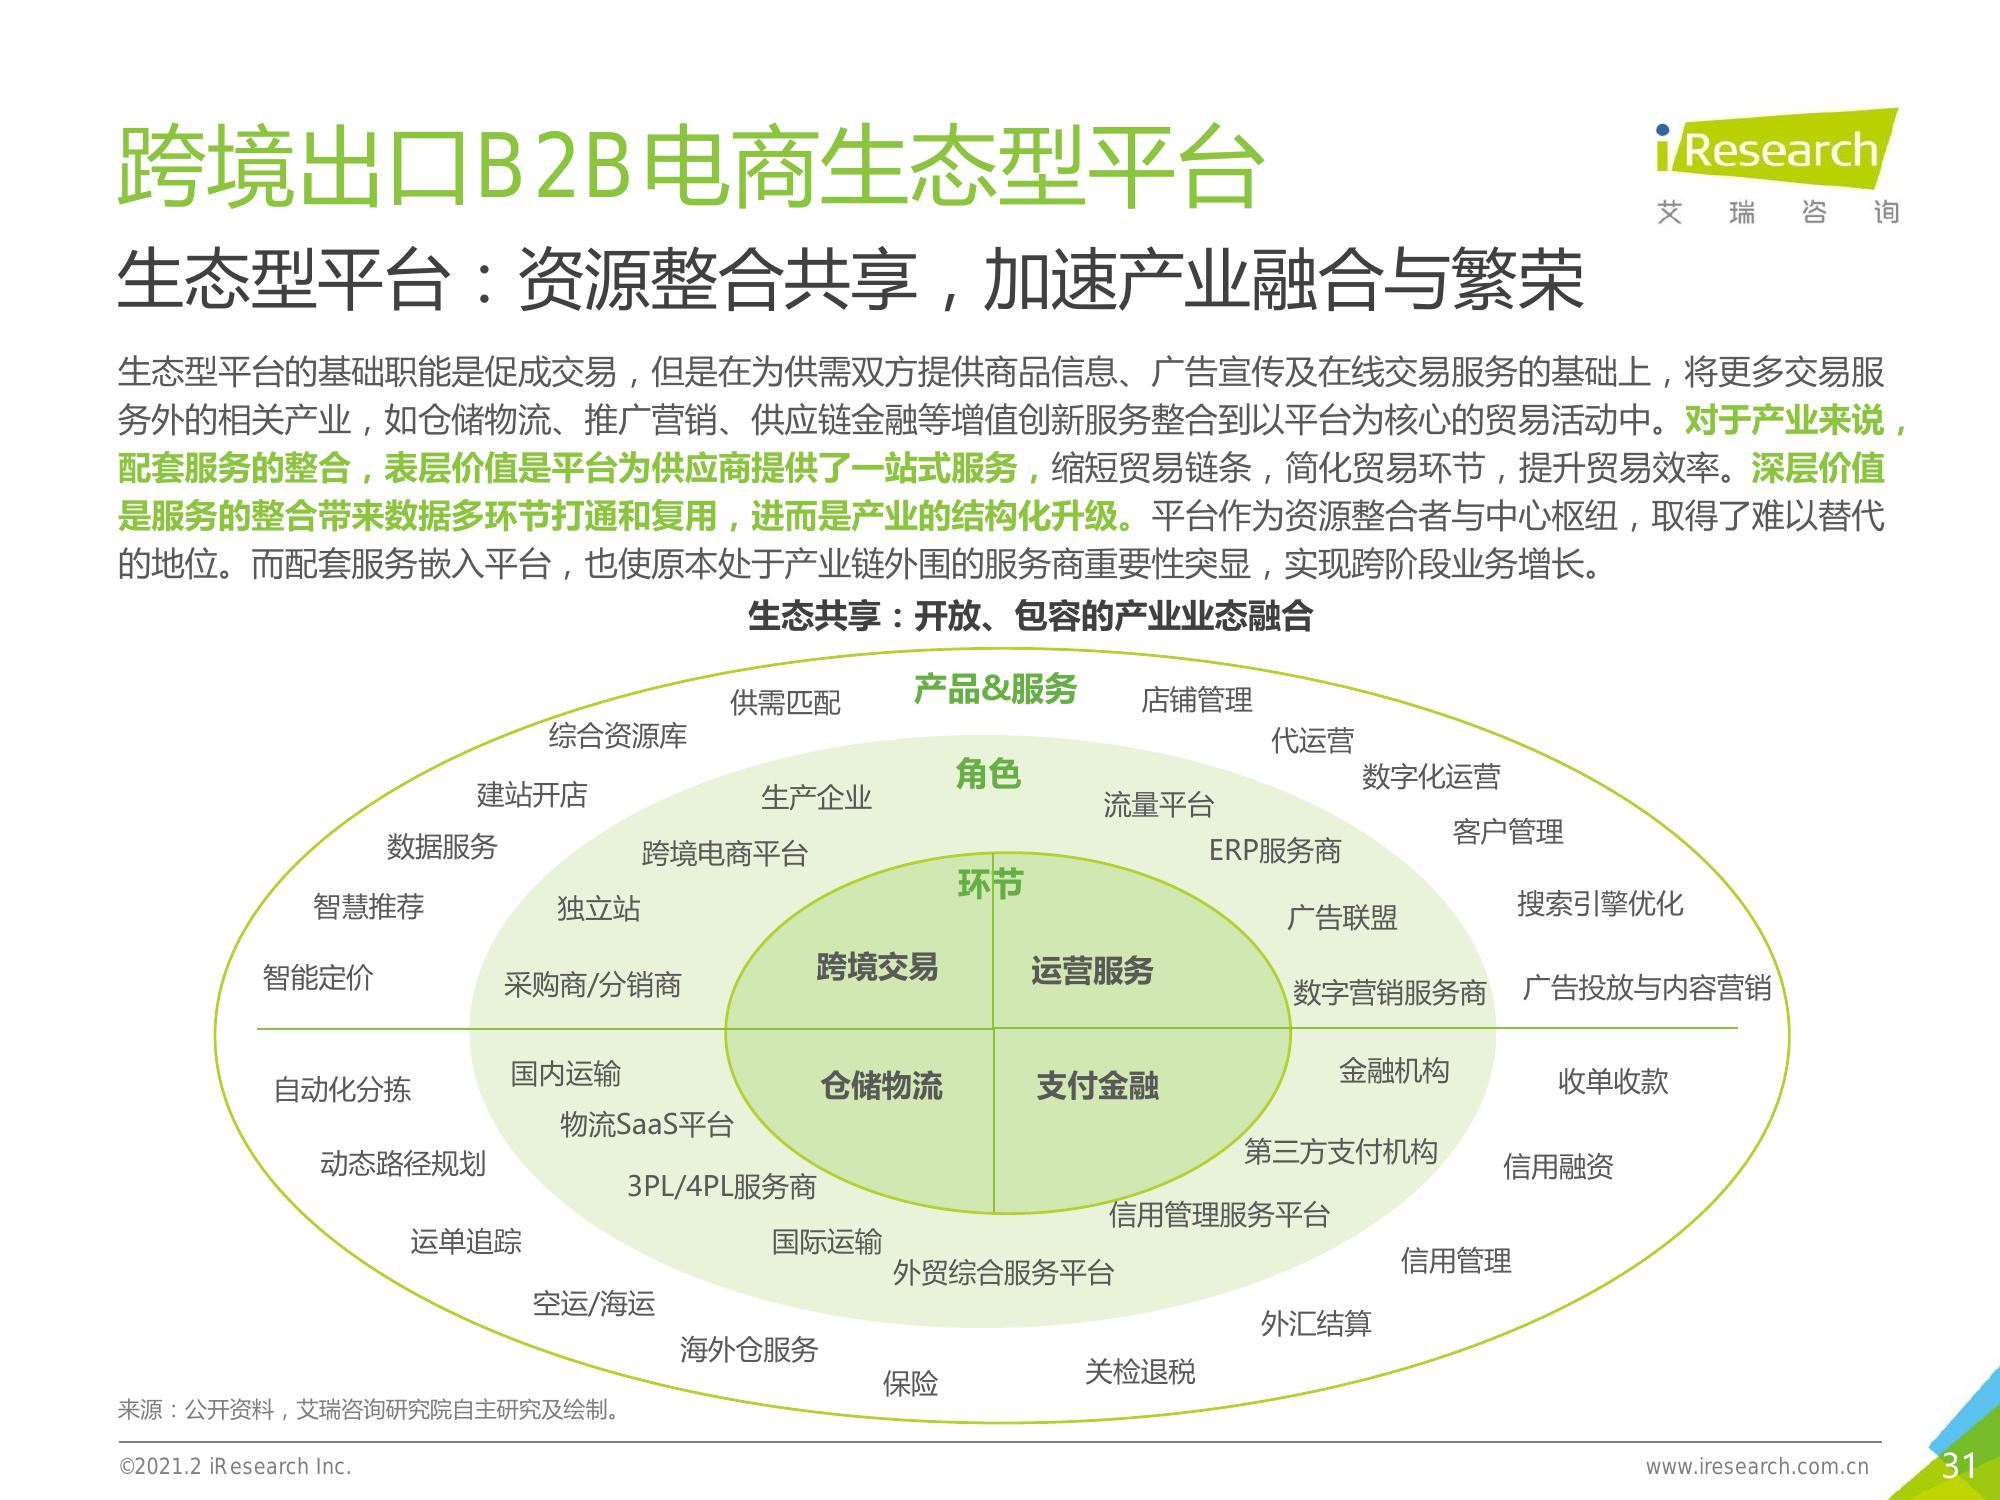 跨境出口B2B电商生态型平台
iResearch
艾瑞咨询
生态型平台：资源整合共享，加速产业融合与繁荣
生态型平台的基础职能是促成交易，但是在为供需双方提供商品信息、广告宣传及在线交易服务的基础上，将更多交易服
务外的相关产业，如仓储物流、推广营销、供应链金融等增值创新服务整合到以平台为核心的贸易活动中。对于产业来说，
配套服务的整合，表层价值是平台为供应商提供了一站式服务，缩短贸易链条，简化贸易环节，提升贸易效率。深层价值
是服务的整合带来数据多环节打通和复用，进而是产业的结构化升级。平台作为资源整合者与中心枢纽，取得了难以替代
的地位。而配套服务嵌入平台，也使原本处于产业链外围的服务商重要性突显，实现跨阶段业务增长。
生态共享：开放、包容的产业业态融合
产品&服务
供需匹配
店铺管理
综合资源库
代运营
角色
数字化运营
建站开店
生产企业
流量平台
客户管理
数据服务
跨境电商平台
ERP服务商
环节
智慧推荐
独立站
广告联盟
搜索引擎优化
跨境交易
运营服务
智能定价
采购商/分销商
数字营销服务商
广告投放与内容营销
自动化分拣
国内运输
仓储物流
支付金融
金融机构
收单收款
物流SaaS平台
动态路径规划
第三方支付机构
信用融资
3PL/4PL服务商
信用管理服务平台
运单追踪
国际运输
外贸综合服务平台
信用管理
空运/海运
外汇结算
海外仓服务
保险
关检退税
来源：公开资料，艾瑞咨询研究院自主研究及绘制。
©2021.2 iResearch Inc.
www.iresearch.com.cn
31